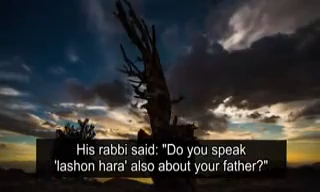 His rabbi said: "Do you speak
'lashon hara' also about your father?"